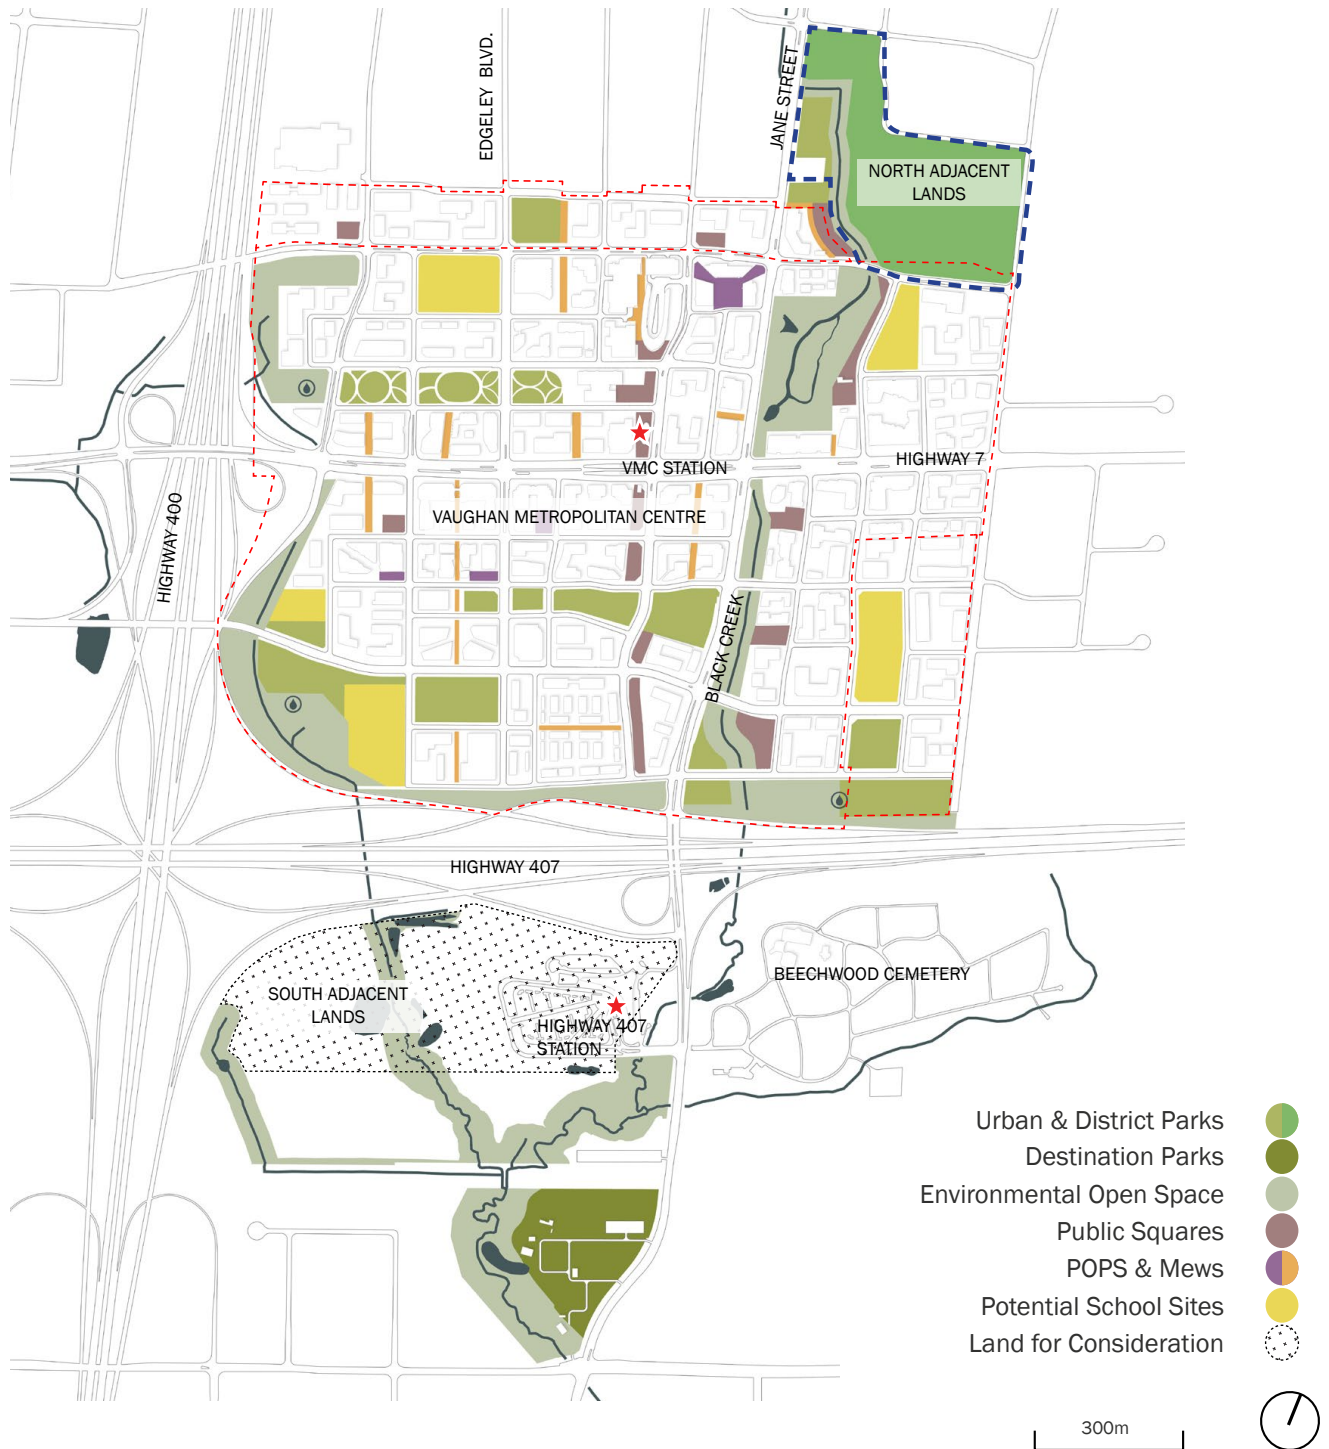 EDGELEY BLVD.
JANE STREET
NORTH ADJACENT
LANDS
VMC STATION
HIGHWAY 7
VAUGHAN METROPOLITAN CENTRE
HIGHWAY 400
BLACK CREEK
HIGHWAY 407
BEECHWOOD CEMETERY
SOUTH ADJACENT
LANDS
HIGHWAY 407
STATION
Urban & District Parks
Destination Parks
Environmental Open Space
Public Squares
POPS & Mews
Potential School Sites
Land for Consideration
300m